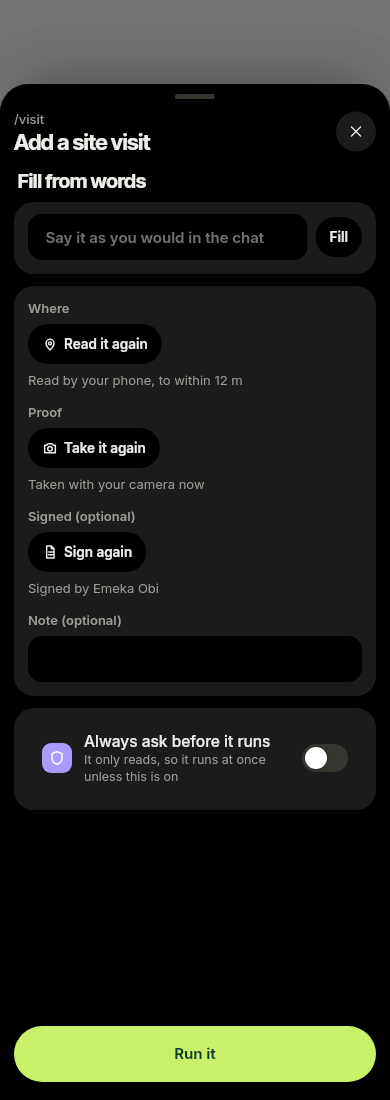 /visit
Add a site visit
Fill from words
Say it as you would in the chat
Fill
Where
Read it again
Read by your phone, to within 12 m
Proof
Take it again
Taken with your camera now
Signed (optional)
Sign again
Signed by Emeka Obi
Note (optional)
Always ask before it runs
It only reads, so it runs at once
unless this is on
Run it